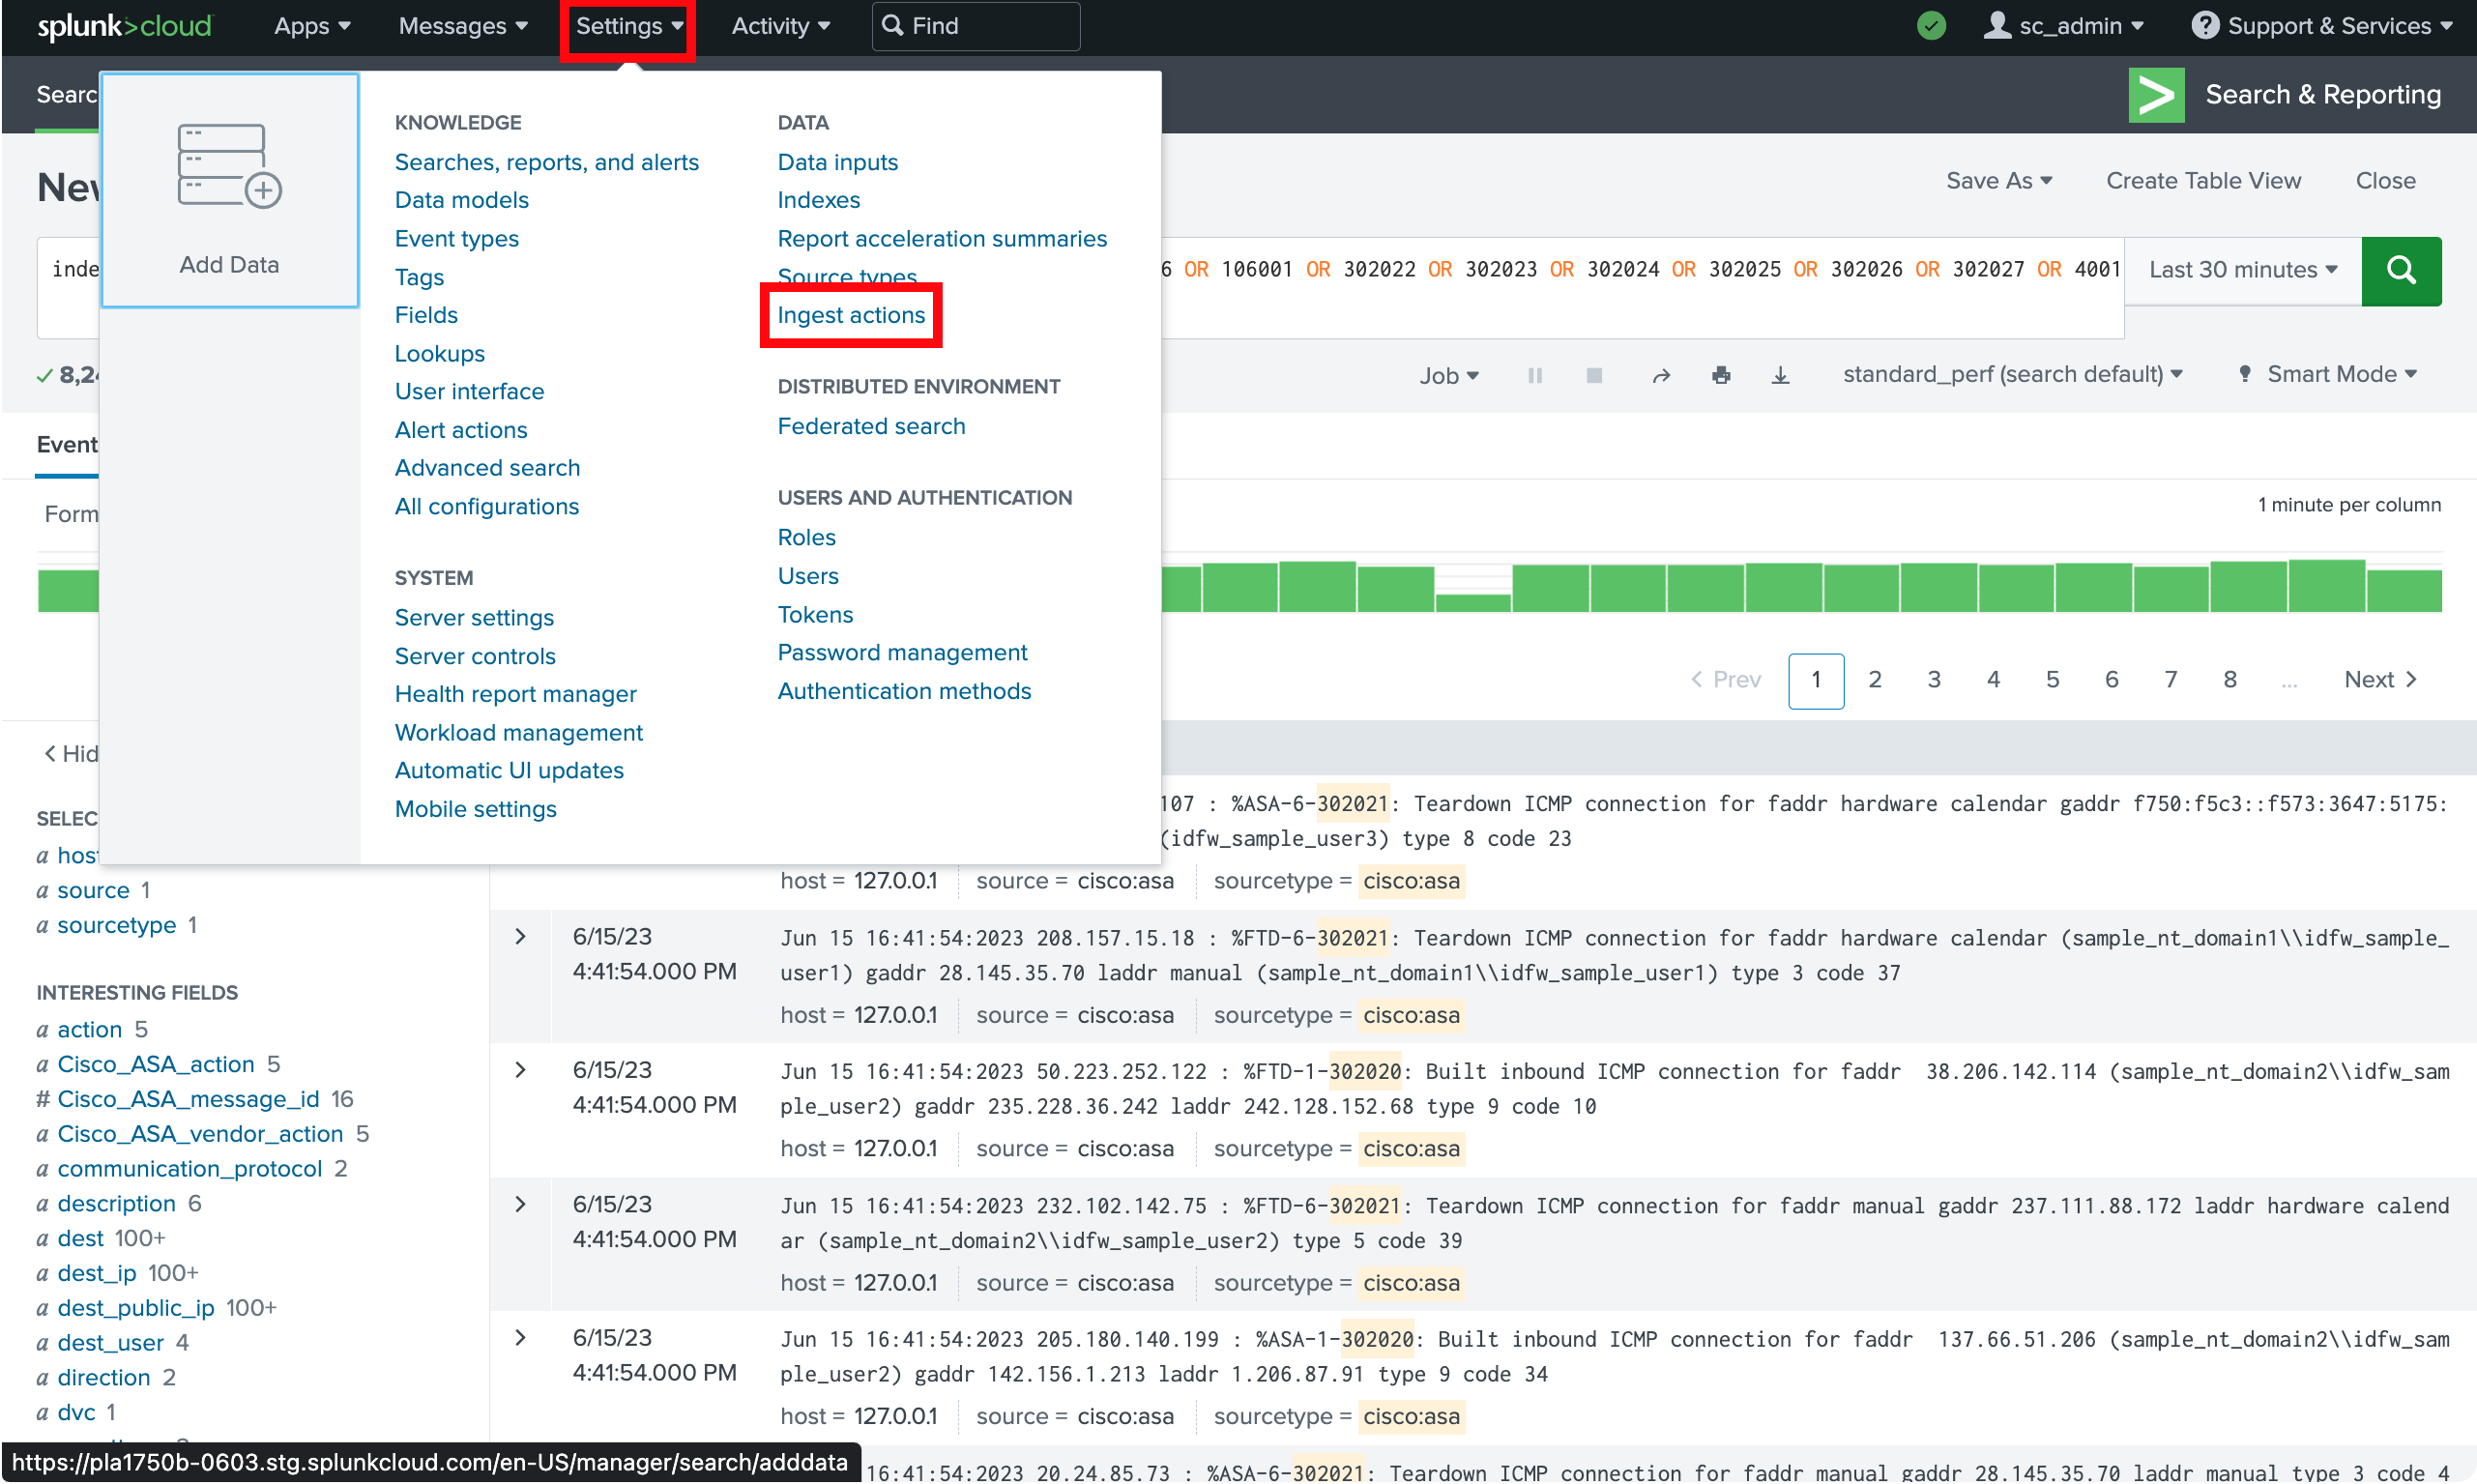 splunk>cloud Apps Messages Settings Activity Find sc_admin Support & Services
Searc
Search & Reporting
Add Data
KNOWLEDGE
Searches, reports, and alerts
Data models
Event types
Tags
Fields
Lookups
User interface
Alert actions
Advanced search
All configurations
SYSTEM
Server settings
Server controls
Health report manager
Workload management
Automatic UI updates
Mobile settings
DATA
Data inputs
Indexes
Report acceleration summaries
Source types
Ingest actions
DISTRIBUTED ENVIRONMENT
Federated search
USERS AND AUTHENTICATION
Roles
Users
Tokens
Password management
Authentication methods
New
Save As Create Table View Close
inde
6 OR 106001 OR 302022 OR 302023 OR 302024 OR 302025 OR 302026 OR 302027 OR 4001
Last 30 minutes
8,24
Job standard_perf (search default) Smart Mode
Event
Form
1 minute per column
Prev 1 2 3 4 5 6 7 8 ... Next
Hid
SELEC
a host
a source 1
a sourcetype 1
INTERESTING FIELDS
a action 5
a Cisco_ASA_action 5
# Cisco_ASA_message_id 16
a Cisco_ASA_vendor_action 5
a communication_protocol 2
a description 6
a dest 100+
a dest_ip 100+
a dest_public_ip 100+
a dest_user 4
a direction 2
a dvc 1
107 : %ASA-6-302021: Teardown ICMP connection for faddr hardware calendar gaddr f750:f5c3::f573:3647:5175:
(idfw_sample_user3) type 8 code 23
host = 127.0.0.1 source = cisco:asa sourcetype = cisco:asa
6/15/23
4:41:54.000 PM
Jun 15 16:41:54:2023 208.157.15.18 : %FTD-6-302021: Teardown ICMP connection for faddr hardware calendar (sample_nt_domain1\\idfw_sample_
user1) gaddr 28.145.35.70 laddr manual (sample_nt_domain1\\idfw_sample_user1) type 3 code 37
host = 127.0.0.1 source = cisco:asa sourcetype = cisco:asa
6/15/23
4:41:54.000 PM
Jun 15 16:41:54:2023 50.223.252.122 : %FTD-1-302020: Built inbound ICMP connection for faddr  38.206.142.114 (sample_nt_domain2\\idfw_sam
ple_user2) gaddr 235.228.36.242 laddr 242.128.152.68 type 9 code 10
host = 127.0.0.1 source = cisco:asa sourcetype = cisco:asa
6/15/23
4:41:54.000 PM
Jun 15 16:41:54:2023 232.102.142.75 : %FTD-6-302021: Teardown ICMP connection for faddr manual gaddr 237.111.88.172 laddr hardware calend
ar (sample_nt_domain2\\idfw_sample_user2) type 5 code 39
host = 127.0.0.1 source = cisco:asa sourcetype = cisco:asa
6/15/23
4:41:54.000 PM
Jun 15 16:41:54:2023 205.180.140.199 : %ASA-1-302020: Built inbound ICMP connection for faddr  137.66.51.206 (sample_nt_domain2\\idfw_sam
ple_user2) gaddr 142.156.1.213 laddr 1.206.87.91 type 9 code 34
host = 127.0.0.1 source = cisco:asa sourcetype = cisco:asa
16:41:54:2023 20.24.85.73 : %ASA-6-302021: Teardown ICMP connection for faddr manual gaddr 28.145.35.70 laddr manual type 3 code 4
https://pla1750b-0603.stg.splunkcloud.com/en-US/manager/search/adddata